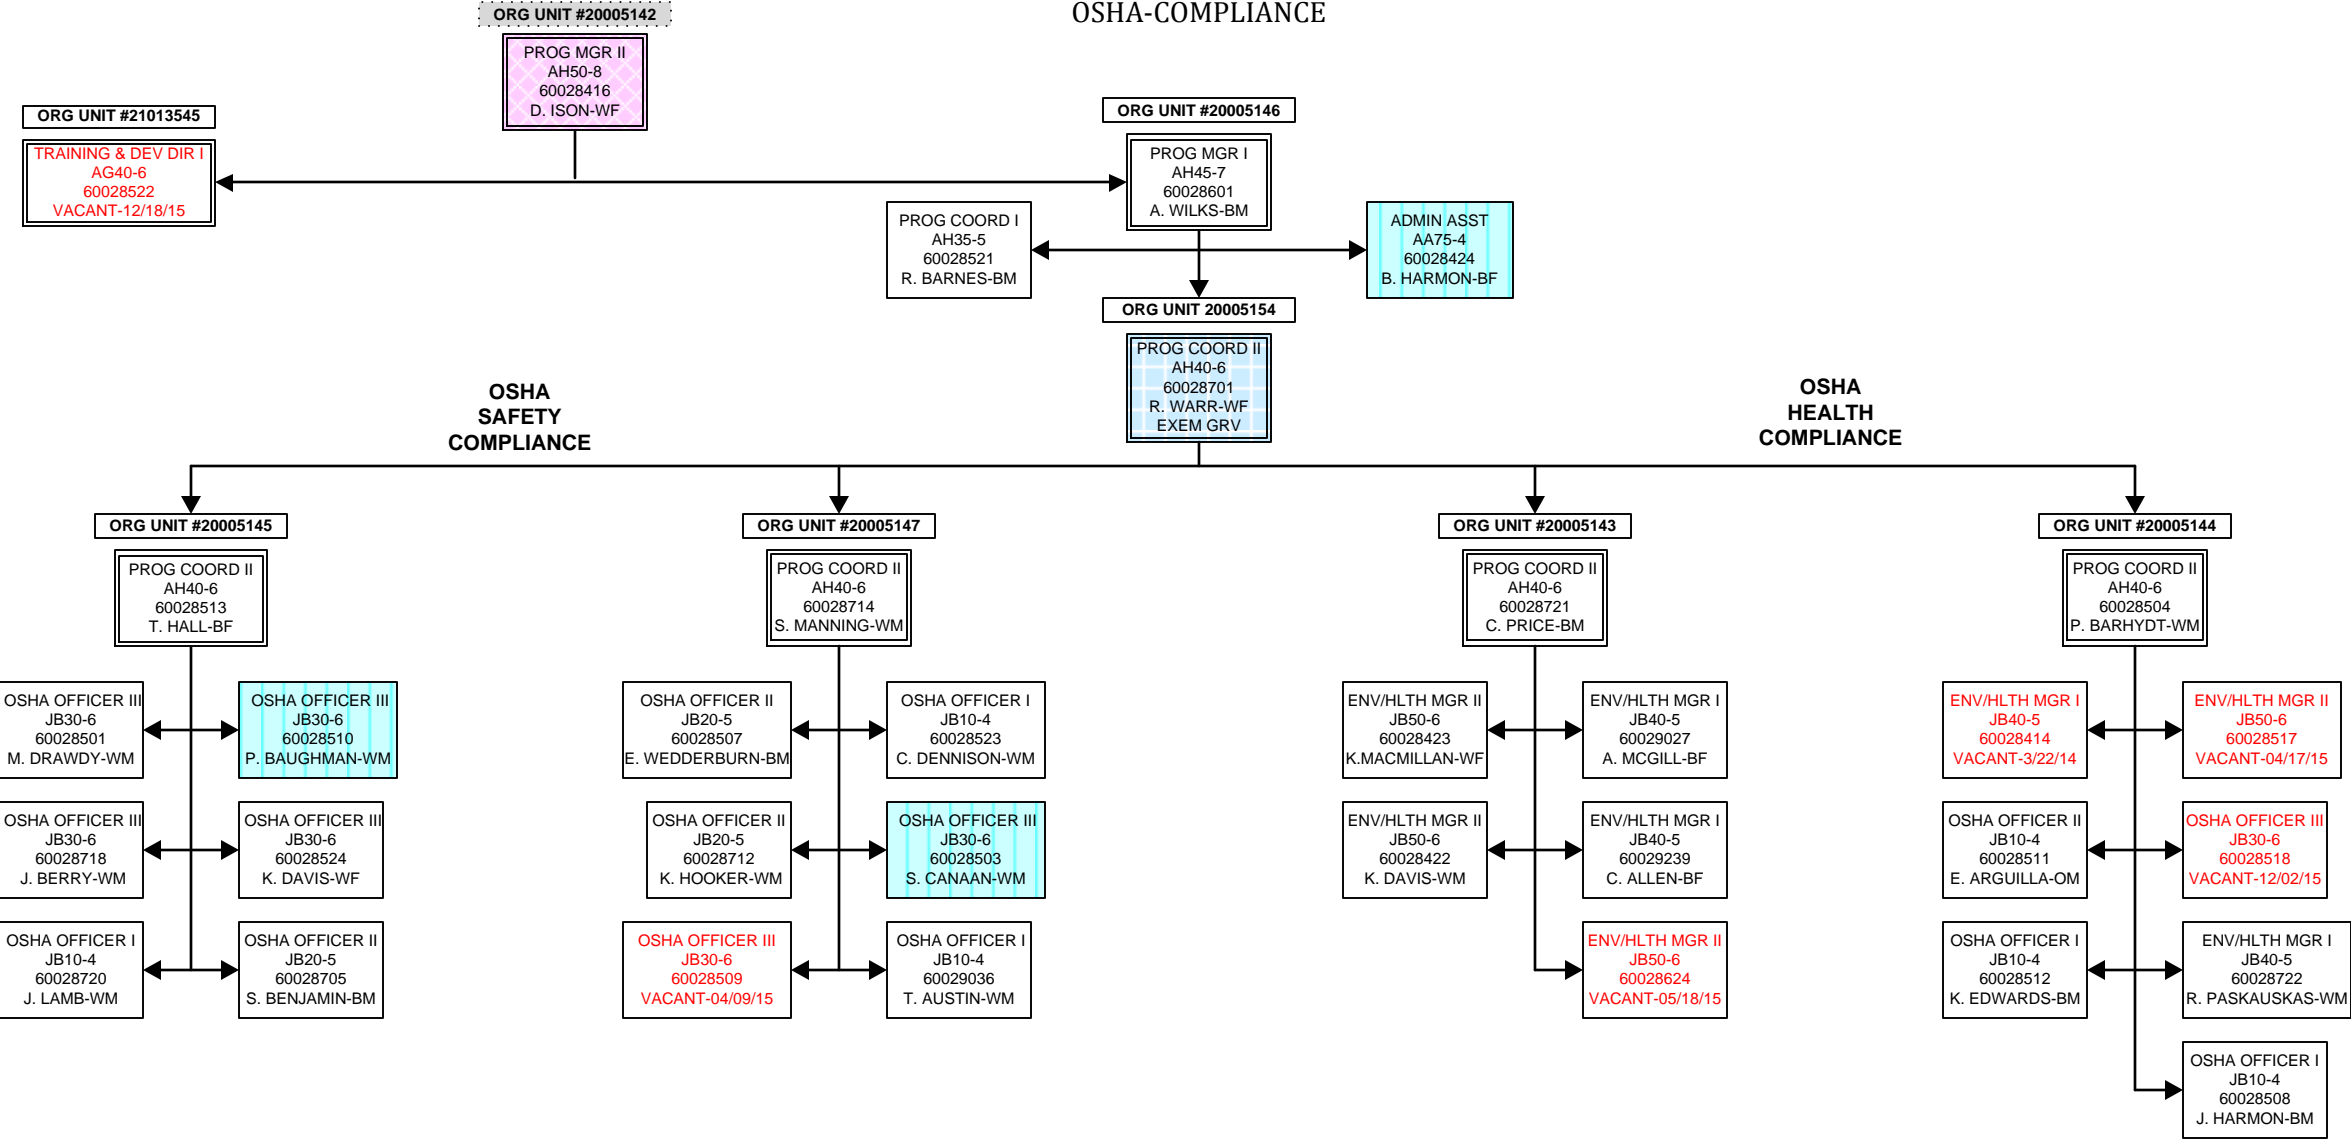 ORG UNIT #20005142
OSHA-COMPLIANCE
PROG MGR II
AH50-8
60028416
D. ISON-WF
ORG UNIT #21013545
TRAINING & DEV DIR I
AG40-6
60028522
VACANT-12/18/15
ORG UNIT #20005146
PROG MGR I
AH45-7
60028601
A. WILKS-BM
PROG COORD I
AH35-5
60028521
R. BARNES-BM
ADMIN ASST
AA75-4
60028424
B. HARMON-BF
ORG UNIT 20005154
PROG COORD II
AH40-6
60028701
R. WARR-WF
EXEM GRV
OSHA
SAFETY
COMPLIANCE
OSHA
HEALTH
COMPLIANCE
ORG UNIT #20005145
PROG COORD II
AH40-6
60028513
T. HALL-BF
OSHA OFFICER III
JB30-6
60028501
M. DRAWDY-WM
OSHA OFFICER III
JB30-6
60028510
P. BAUGHMAN-WM
OSHA OFFICER III
JB30-6
60028718
J. BERRY-WM
OSHA OFFICER III
JB30-6
60028524
K. DAVIS-WF
OSHA OFFICER I
JB10-4
60028720
J. LAMB-WM
OSHA OFFICER II
JB20-5
60028705
S. BENJAMIN-BM
ORG UNIT #20005147
PROG COORD II
AH40-6
60028714
S. MANNING-WM
OSHA OFFICER II
JB20-5
60028507
E. WEDDERBURN-BM
OSHA OFFICER I
JB10-4
60028523
C. DENNISON-WM
OSHA OFFICER II
JB20-5
60028712
K. HOOKER-WM
OSHA OFFICER III
JB30-6
60028503
S. CANAAN-WM
OSHA OFFICER III
JB30-6
60028509
VACANT-04/09/15
OSHA OFFICER I
JB10-4
60029036
T. AUSTIN-WM
ORG UNIT #20005143
PROG COORD II
AH40-6
60028721
C. PRICE-BM
ENV/HLTH MGR II
JB50-6
60028423
K.MACMILLAN-WF
ENV/HLTH MGR I
JB40-5
60029027
A. MCGILL-BF
ENV/HLTH MGR II
JB50-6
60028422
K. DAVIS-WM
ENV/HLTH MGR I
JB40-5
60029239
C. ALLEN-BF
ENV/HLTH MGR II
JB50-6
60028624
VACANT-05/18/15
ORG UNIT #20005144
PROG COORD II
AH40-6
60028504
P. BARHYDT-WM
ENV/HLTH MGR I
JB40-5
60028414
VACANT-3/22/14
ENV/HLTH MGR II
JB50-6
60028517
VACANT-04/17/15
OSHA OFFICER II
JB10-4
60028511
E. ARGUILLA-OM
OSHA OFFICER III
JB30-6
60028518
VACANT-12/02/15
OSHA OFFICER I
JB10-4
60028512
K. EDWARDS-BM
ENV/HLTH MGR I
JB40-5
60028722
R. PASKAUSKAS-WM
OSHA OFFICER I
JB10-4
60028508
J. HARMON-BM